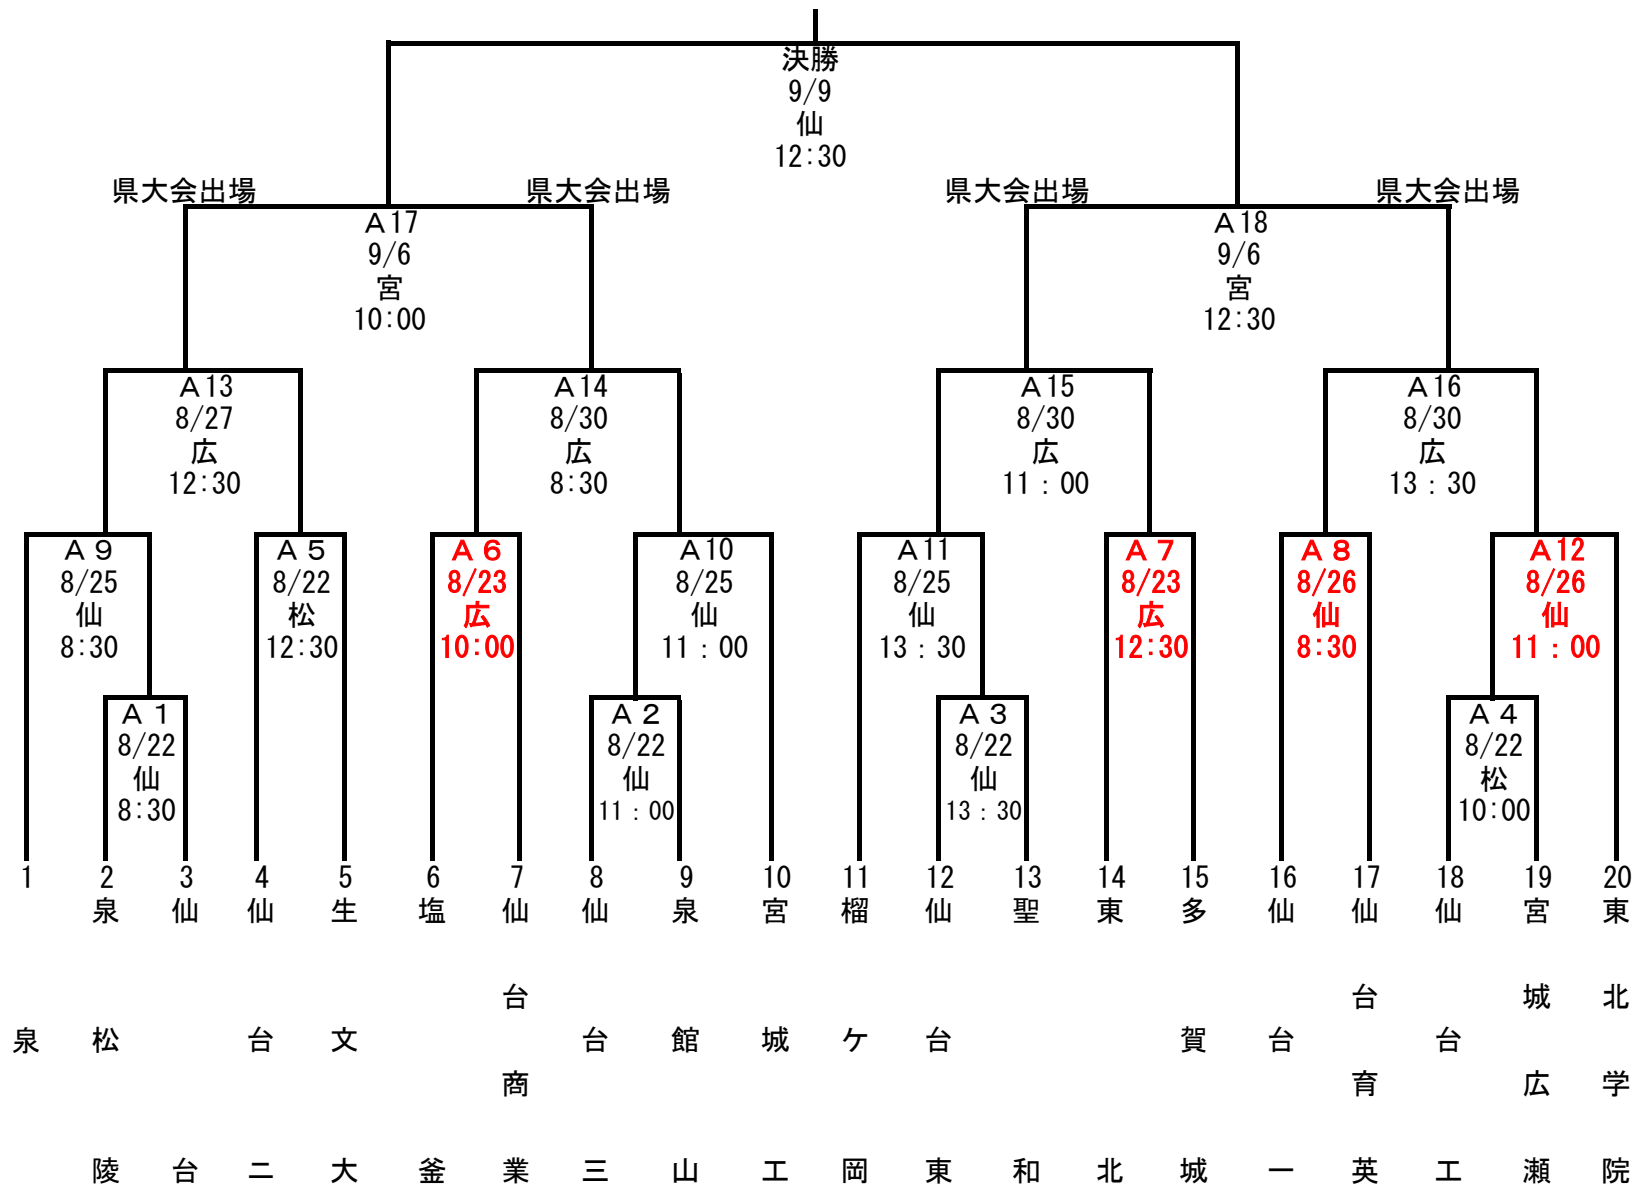 決勝
9/9
仙
12:30
県大会出場
県大会出場
県大会出場
県大会出場
A17
9/6
宮
10:00
A18
9/6
宮
12:30
A13
8/27
広
12:30
A14
8/30
広
8:30
A15
8/30
広
11：00
A16
8/30
広
13：30
A9
8/25
仙
8:30
A5
8/22
松
12:30
A6
8/23
広
10:00
A10
8/25
仙
11：00
A11
8/25
仙
13：30
A7
8/23
広
12:30
A8
8/26
仙
8:30
A12
8/26
仙
11：00
A1
8/22
仙
8:30
A2
8/22
仙
11：00
A3
8/22
仙
13：30
A4
8/22
松
10:00
1
泉
2
泉松陵
3
仙台
4
仙台二
5
生文大
6
塩釜
7
仙台商業
8
仙台三
9
泉館山
10
宮城工
11
榴ケ岡
12
仙台東
13
聖和
14
東北
15
多賀城
16
仙台一
17
仙台育英
18
仙台工
19
宮城広瀬
20
東北学院